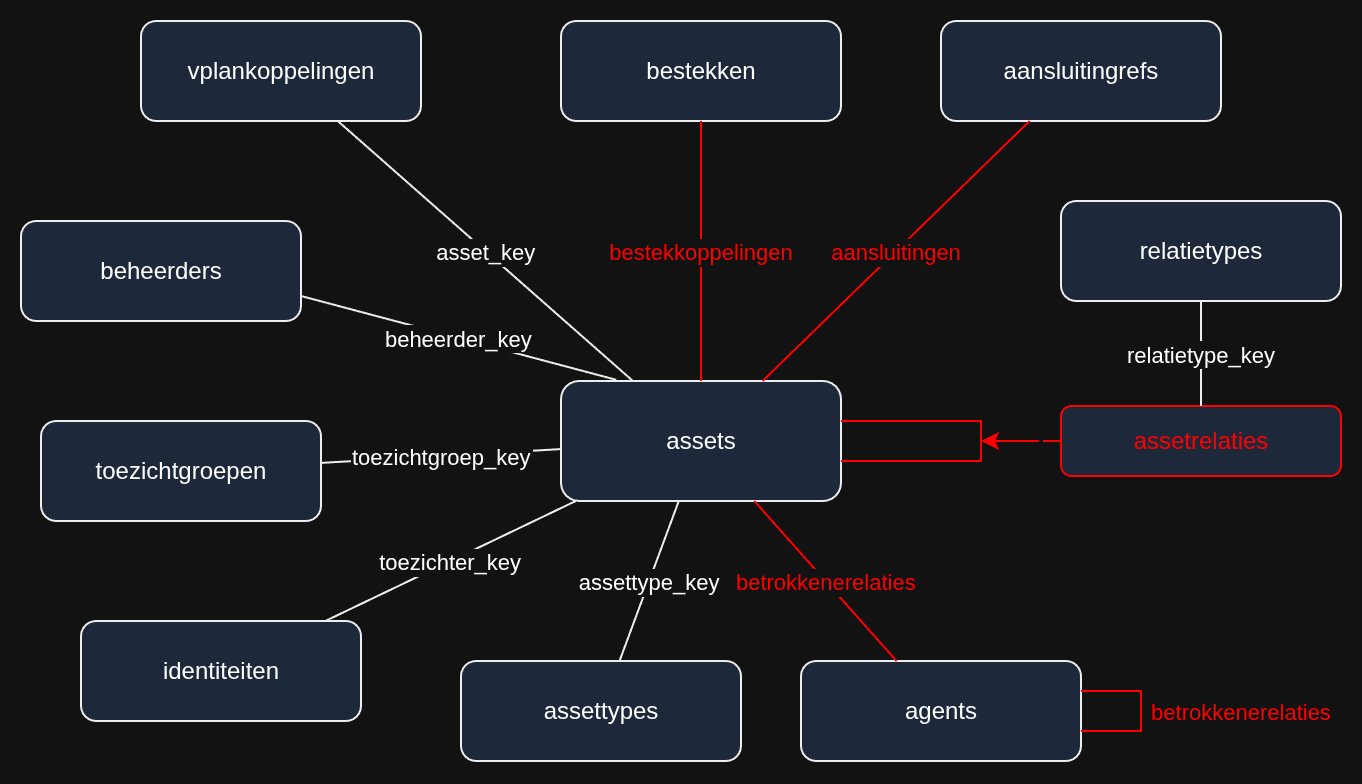 vplankoppelingen
bestekken
aansluitingrefs
beheerders
asset_key
bestekkoppelingen
aansluitingen
relatietypes
beheerder_key
relatietype_key
toezichtgroepen
toezichtgroep_key
assets
assetrelaties
toezichter_key
assettype_key
betrokkenerelaties
identiteiten
assettypes
agents
betrokkenerelaties